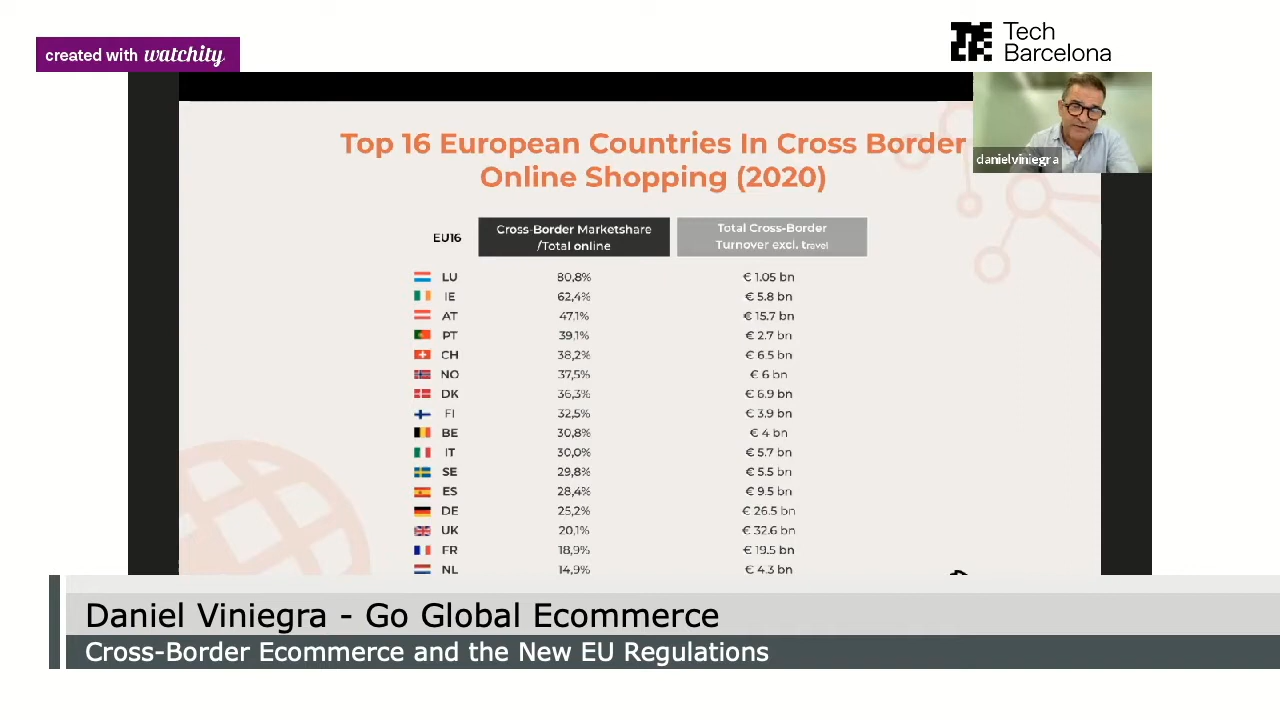 created with watchity
Tech
Barcelona
danielviniegra
Top 16 European Countries In Cross Border
Online Shopping (2020)
EU16 Cross-Border Marketshare /Total online Total Cross-Border Turnover excl. travel
LU 80,8% € 1.05 bn
IE 62,4% € 5.8 bn
AT 47,1% € 15.7 bn
PT 39,1% € 2.7 bn
CH 38,2% € 6.5 bn
NO 37,5% € 6 bn
DK 36,3% € 6.9 bn
FI 32,5% € 3.9 bn
BE 30,8% € 4 bn
IT 30,0% € 5.7 bn
SE 29,8% € 5.5 bn
ES 28,4% € 9.5 bn
DE 25,2% € 26.5 bn
UK 20,1% € 32.6 bn
FR 18,9% € 19.5 bn
NL 14,9% € 4.3 bn
Daniel Viniegra - Go Global Ecommerce
Cross-Border Ecommerce and the New EU Regulations